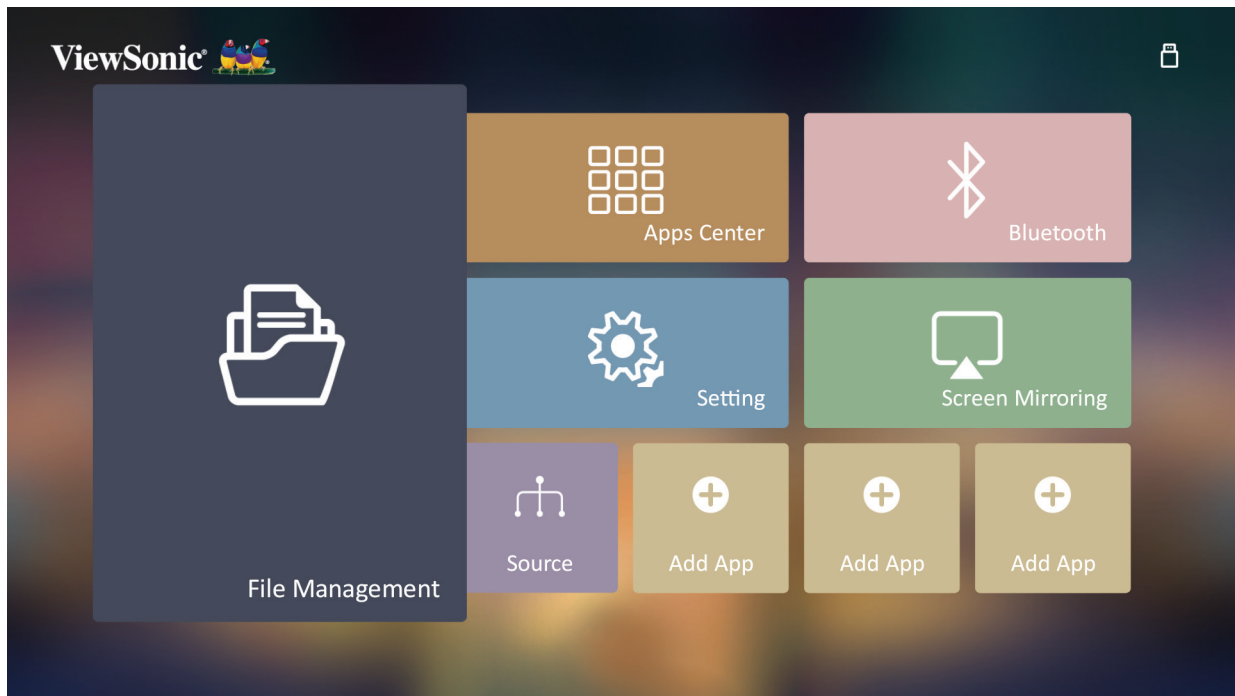 ViewSonic®
Apps Center
Bluetooth
Setting
Screen Mirroring
File Management
Source
Add App
Add App
Add App